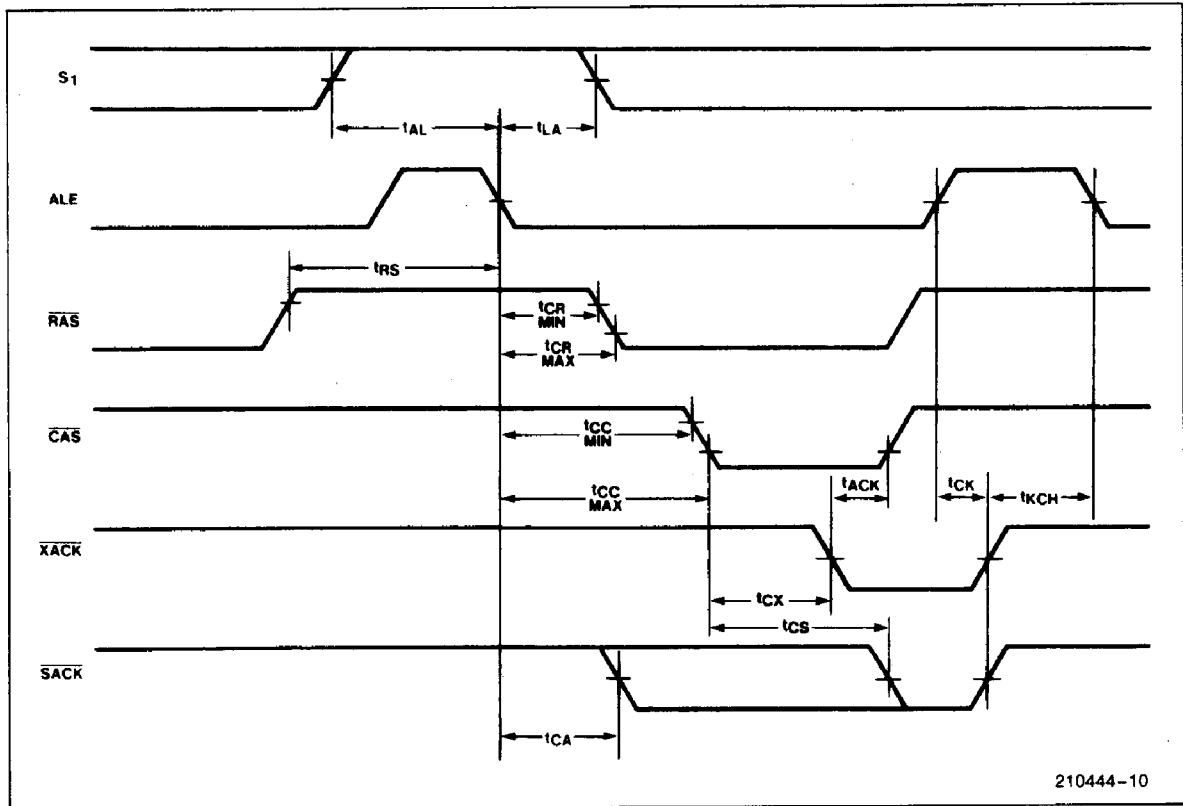 S1
tAL
tLA
ALE
tRS
RAS
tCR
MIN
tCR
MAX
CAS
tCC
MIN
tCC
MAX
tACK
tCK
tKCH
XACK
tCX
tCS
SACK
tCA
210444-10